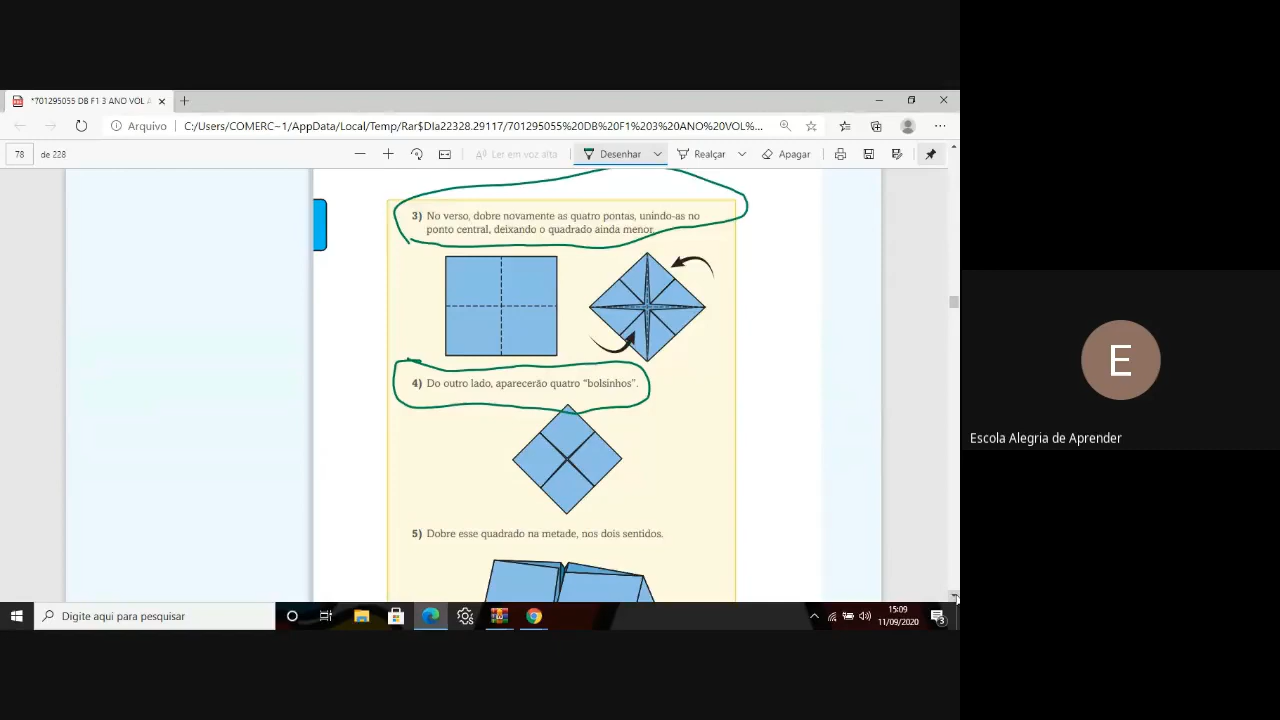 *701295055 DB F1 3 ANO VOL
Arquivo
C:/Users/COMERC~1/AppData/Local/Temp/Rar$DIa22328.29117/701295055%20DB%20F1%203%20ANO%20VOL%...
78 de 228
Ler em voz alta
Desenhar
Realçar
Apagar
3) No verso, dobre novamente as quatro pontas, unindo-as no
ponto central, deixando o quadrado ainda menor.
4) Do outro lado, aparecerão quatro “bolsinhos”.
5) Dobre esse quadrado na metade, nos dois sentidos.
E
Escola Alegria de Aprender
Digite aqui para pesquisar
15:09
11/09/2020
3